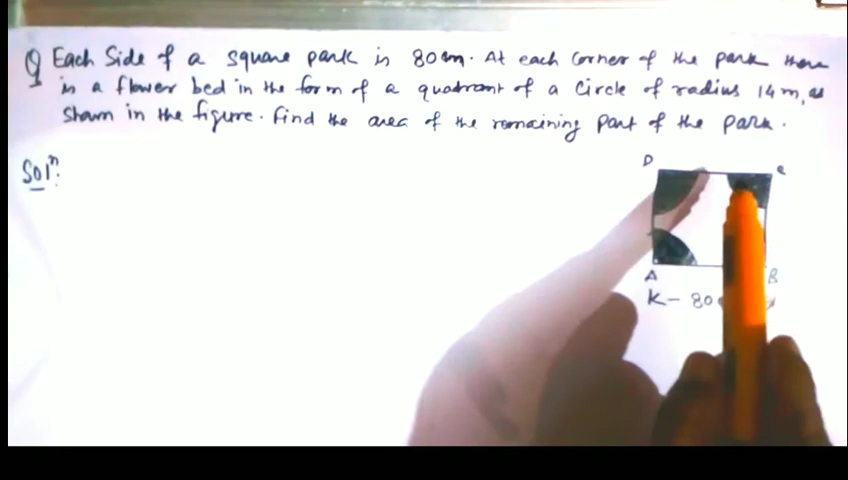 Q Each Side of a square park is 80m. At each corner of the park there
is a flower bed in the form of a quadrant of a circle of radius 14m, as
shown in the figure. Find the area of the remaining part of the park.
Solⁿ:
D C
A B
K- 80